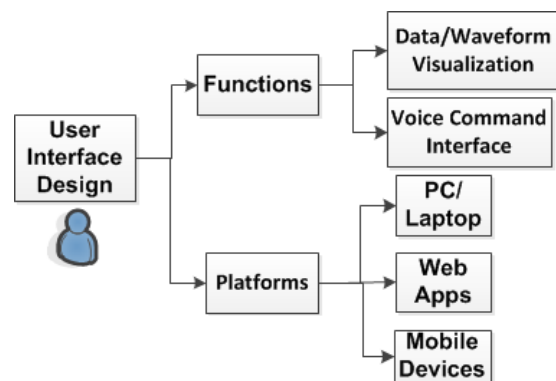 User
Interface
Design
Functions
Data/Waveform
Visualization
Voice Command
Interface
Platforms
PC/
Laptop
Web
Apps
Mobile
Devices